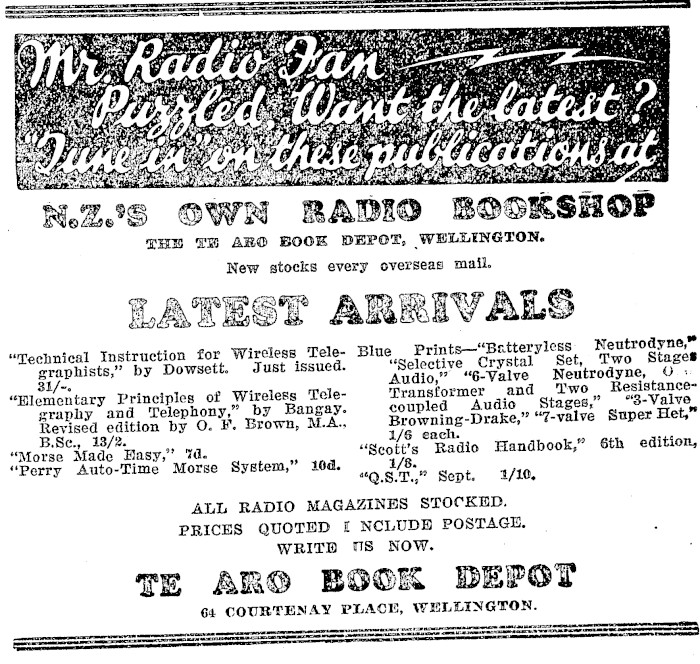 Mr. Radio Fan
Puzzled, Want the latest?
"Tune in" on these publications at
N.Z.'S OWN RADIO BOOKSHOP
THE TE ARO BOOK DEPOT, WELLINGTON.
New stocks every overseas mail.
LATEST ARRIVALS
"Technical Instruction for Wireless Tele-
graphists," by Dowsett. Just issued.
31/-.
"Elementary Principles of Wireless Tele-
graphy and Telephony," by Bangay.
Revised edition by O. F. Brown, M.A.,
B.Sc., 13/2.
"Morse Made Easy," 7d.
"Perry Auto-Time Morse System," 10d.
Blue Prints—"Batteryless Neutrodyne,"
"Selective Crystal Set, Two Stages
Audio," "6-Valve Neutrodyne,
Transformer and Two Resistance-
coupled Audio Stages," "3-Valve
Browning-Drake," "7-valve Super Het,"
1/6 each.
"Scott's Radio Handbook," 6th edition,
1/8.
"Q.S.T.," Sept. 1/10.
ALL RADIO MAGAZINES STOCKED.
PRICES QUOTED INCLUDE POSTAGE.
WRITE US NOW.
TE ARO BOOK DEPOT
64 COURTENAY PLACE, WELLINGTON.